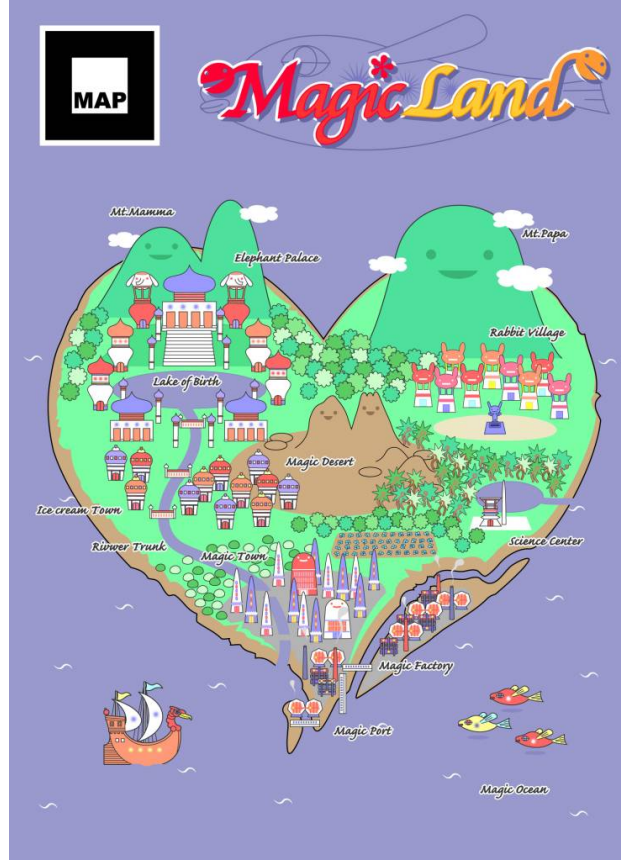 MAP
Magic Land
Mt.Mamma
Mt.Papa
Elephant Palace
Rabbit Village
Lake of Birth
Magic Desert
Ice cream Town
Rivwer Trunk
Magic Town
Science Center
Magic Factory
Magic Port
Magic Ocean